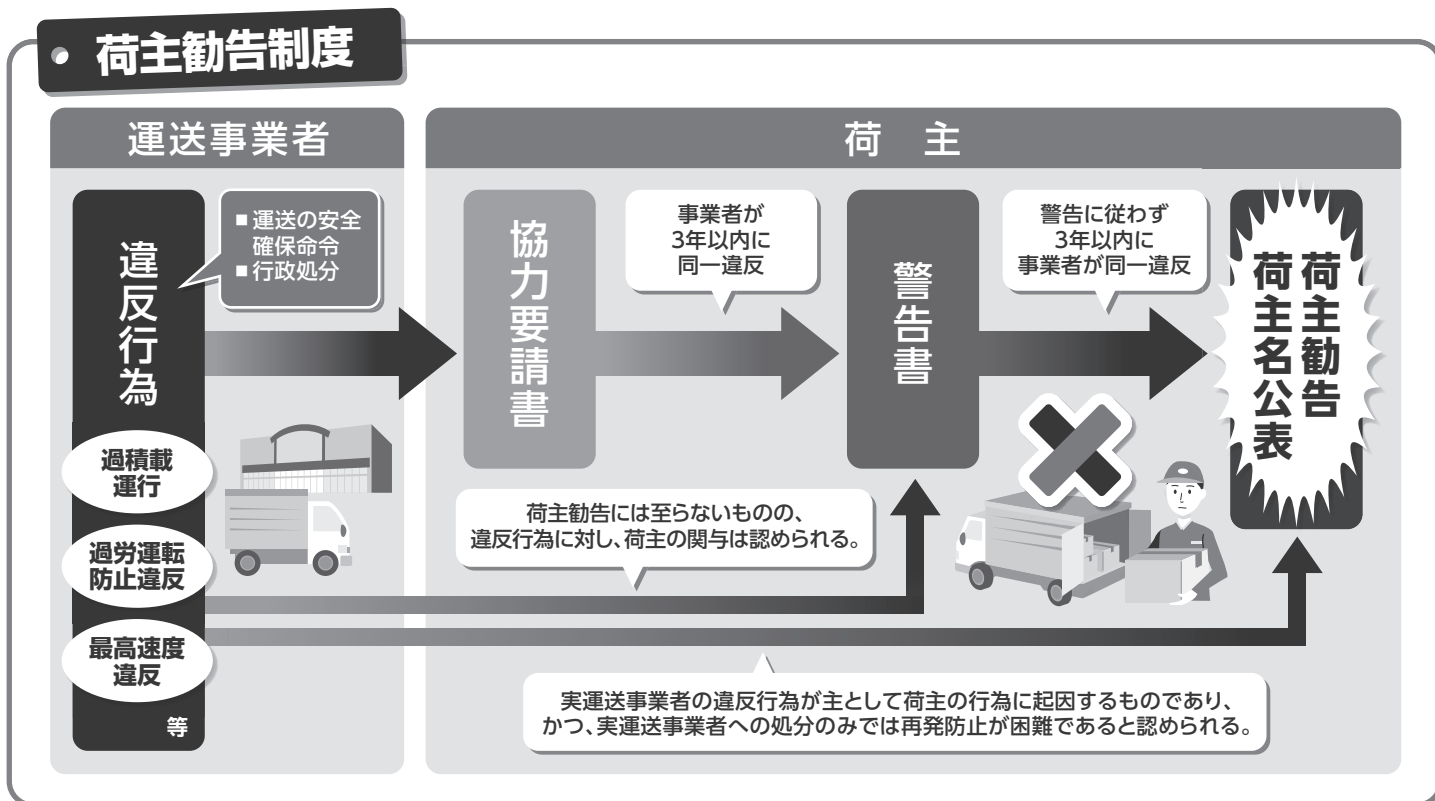 荷主勧告制度
運送事業者
荷　主
違反行為
■ 運送の安全
確保命令
■ 行政処分
過積載
運行
過労運転
防止違反
最高速度
違反
等
協力要請書
事業者が
3年以内に
同一違反
警告書
警告に従わず
3年以内に
事業者が同一違反
荷主勧告
荷主名公表
荷主勧告には至らないものの、
違反行為に対し、荷主の関与は認められる。
実運送事業者の違反行為が主として荷主の行為に起因するものであり、
かつ、実運送事業者への処分のみでは再発防止が困難であると認められる。